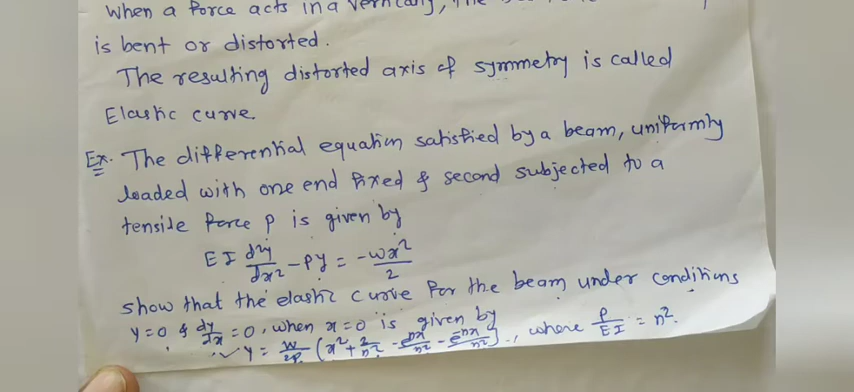 When a force acts in a vertically, the
is bent or distorted.
The resulting distorted axis of symmetry is called
Elastic curve.
Ex. The differential equation satisfied by a beam, uniformly
loaded with one end fixed & second subjected to a
tensile force p is given by
EI d²y/dx² - Py = -wx²/2
show that the elastic curve for the beam under conditions
y=0 & dy/dx =0, when x=0 is given by
y = w/2P (x² + 2/n² - e^nx/n² - e^-nx/n²), where P/EI = n².